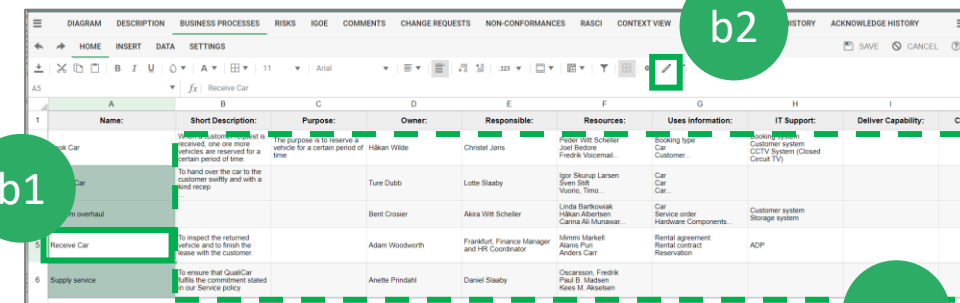 DIAGRAM DESCRIPTION BUSINESS PROCESSES RISKS IGOE COMMENTS CHANGE REQUESTS NON-CONFORMANCES RASCI CONTEXT VIEW HISTORY ACKNOWLEDGE HISTORY
b2
HOME INSERT DATA SETTINGS SAVE CANCEL
B I U A 11 Arial .123
A5 fx Receive Car
A B C D E F G H I
1 Name: Short Description: Purpose: Owner: Responsible: Resources: Uses information: IT Support: Deliver Capability: C
Car
When a customer request is
received, one ore more
vehicles are reserved for a
certain period of time.
The purpose is to reserve a
vehicle for a certain period of
time
Håkan Wilde
Christel Jans
Peder Witt Scheller
Joel Bedore
Fredrik Voicemail...
Booking type
Car
Customer...
Booking system
Customer system
CCTV System (Closed
Circuit TV)
b1
Car
To hand over the car to the
customer swiftly and with a
kind recep
...
Ture Dubb
Lotte Slaaby
Igor Skurup Larsen
Sven Stift
Vuorio, Timo...
Car
Car
Car...
overhaul
Bent Crosier
Akira Witt Scheller
Linda Bartkowiak
Håkan Albertsen
Carina Ali Munawar...
Car
Service order
Hardware Components...
Customer system
Storage system
5 Receive Car
To inspect the returned
vehicle and to finish the
lease with the customer.
Adam Woodworth
Frankfurt, Finance Manager
and HR Coordinator
Mimmi Markell
Alanis Puri
Anders Carr
Rental agreement
Rental contract
Reservation
ADP
6 Supply service
To ensure that QualiCar
fulfils the commitment stated
in our Service policy
Anette Prindahl
Daniel Slaaby
Oscarsson, Fredrik
Paul B. Madsen
Kees M. Akselsen